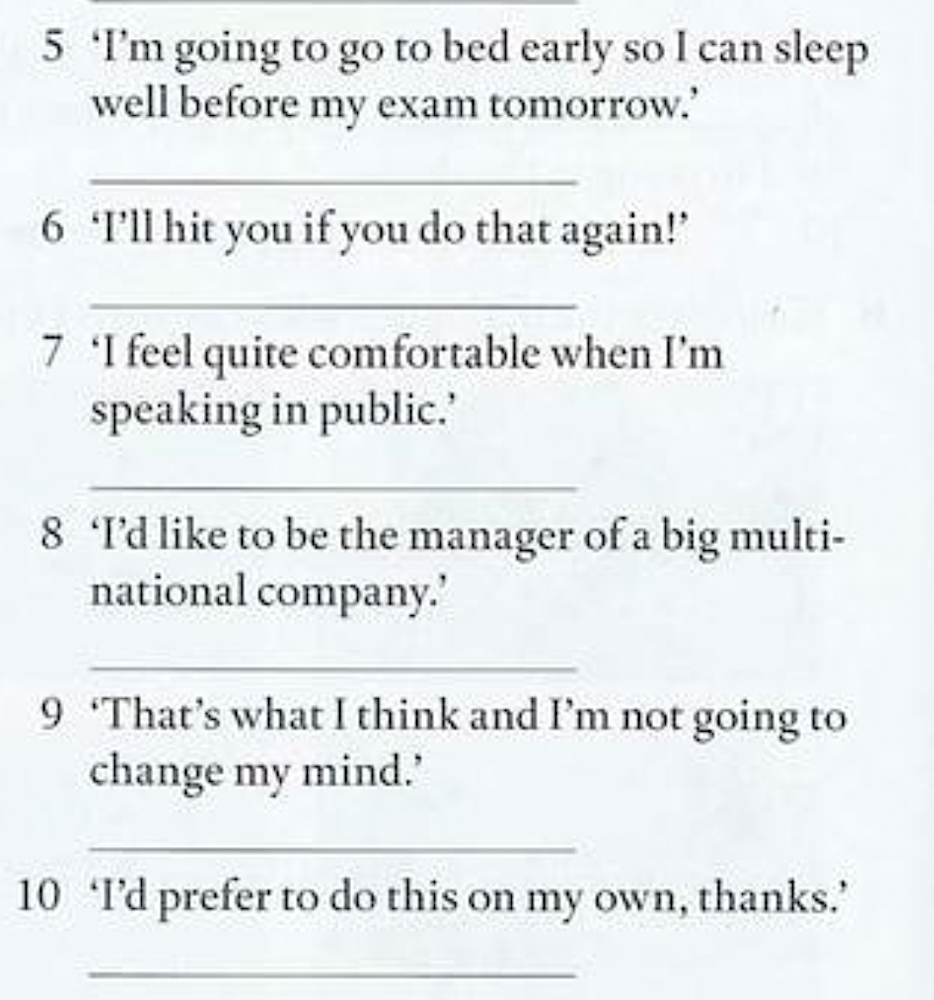 5 ‘I’m going to go to bed early so I can sleep
well before my exam tomorrow.’
6 ‘I’ll hit you if you do that again!’
7 ‘I feel quite comfortable when I’m
speaking in public.’
8 ‘I’d like to be the manager of a big multi-
national company.’
9 ‘That’s what I think and I’m not going to
change my mind.’
10 ‘I’d prefer to do this on my own, thanks.’